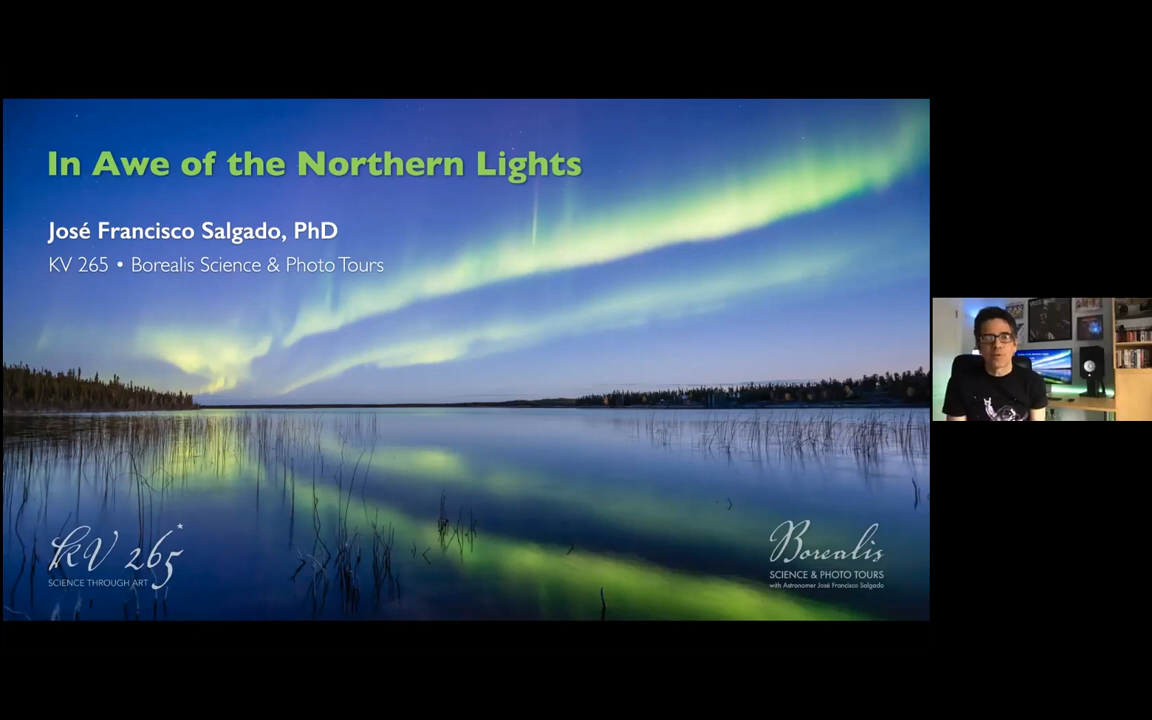 In Awe of the Northern Lights
José Francisco Salgado, PhD
KV 265 • Borealis Science & Photo Tours
KV 265*
SCIENCE THROUGH ART
Borealis
SCIENCE & PHOTO TOURS
with Astronomer José Francisco Salgado